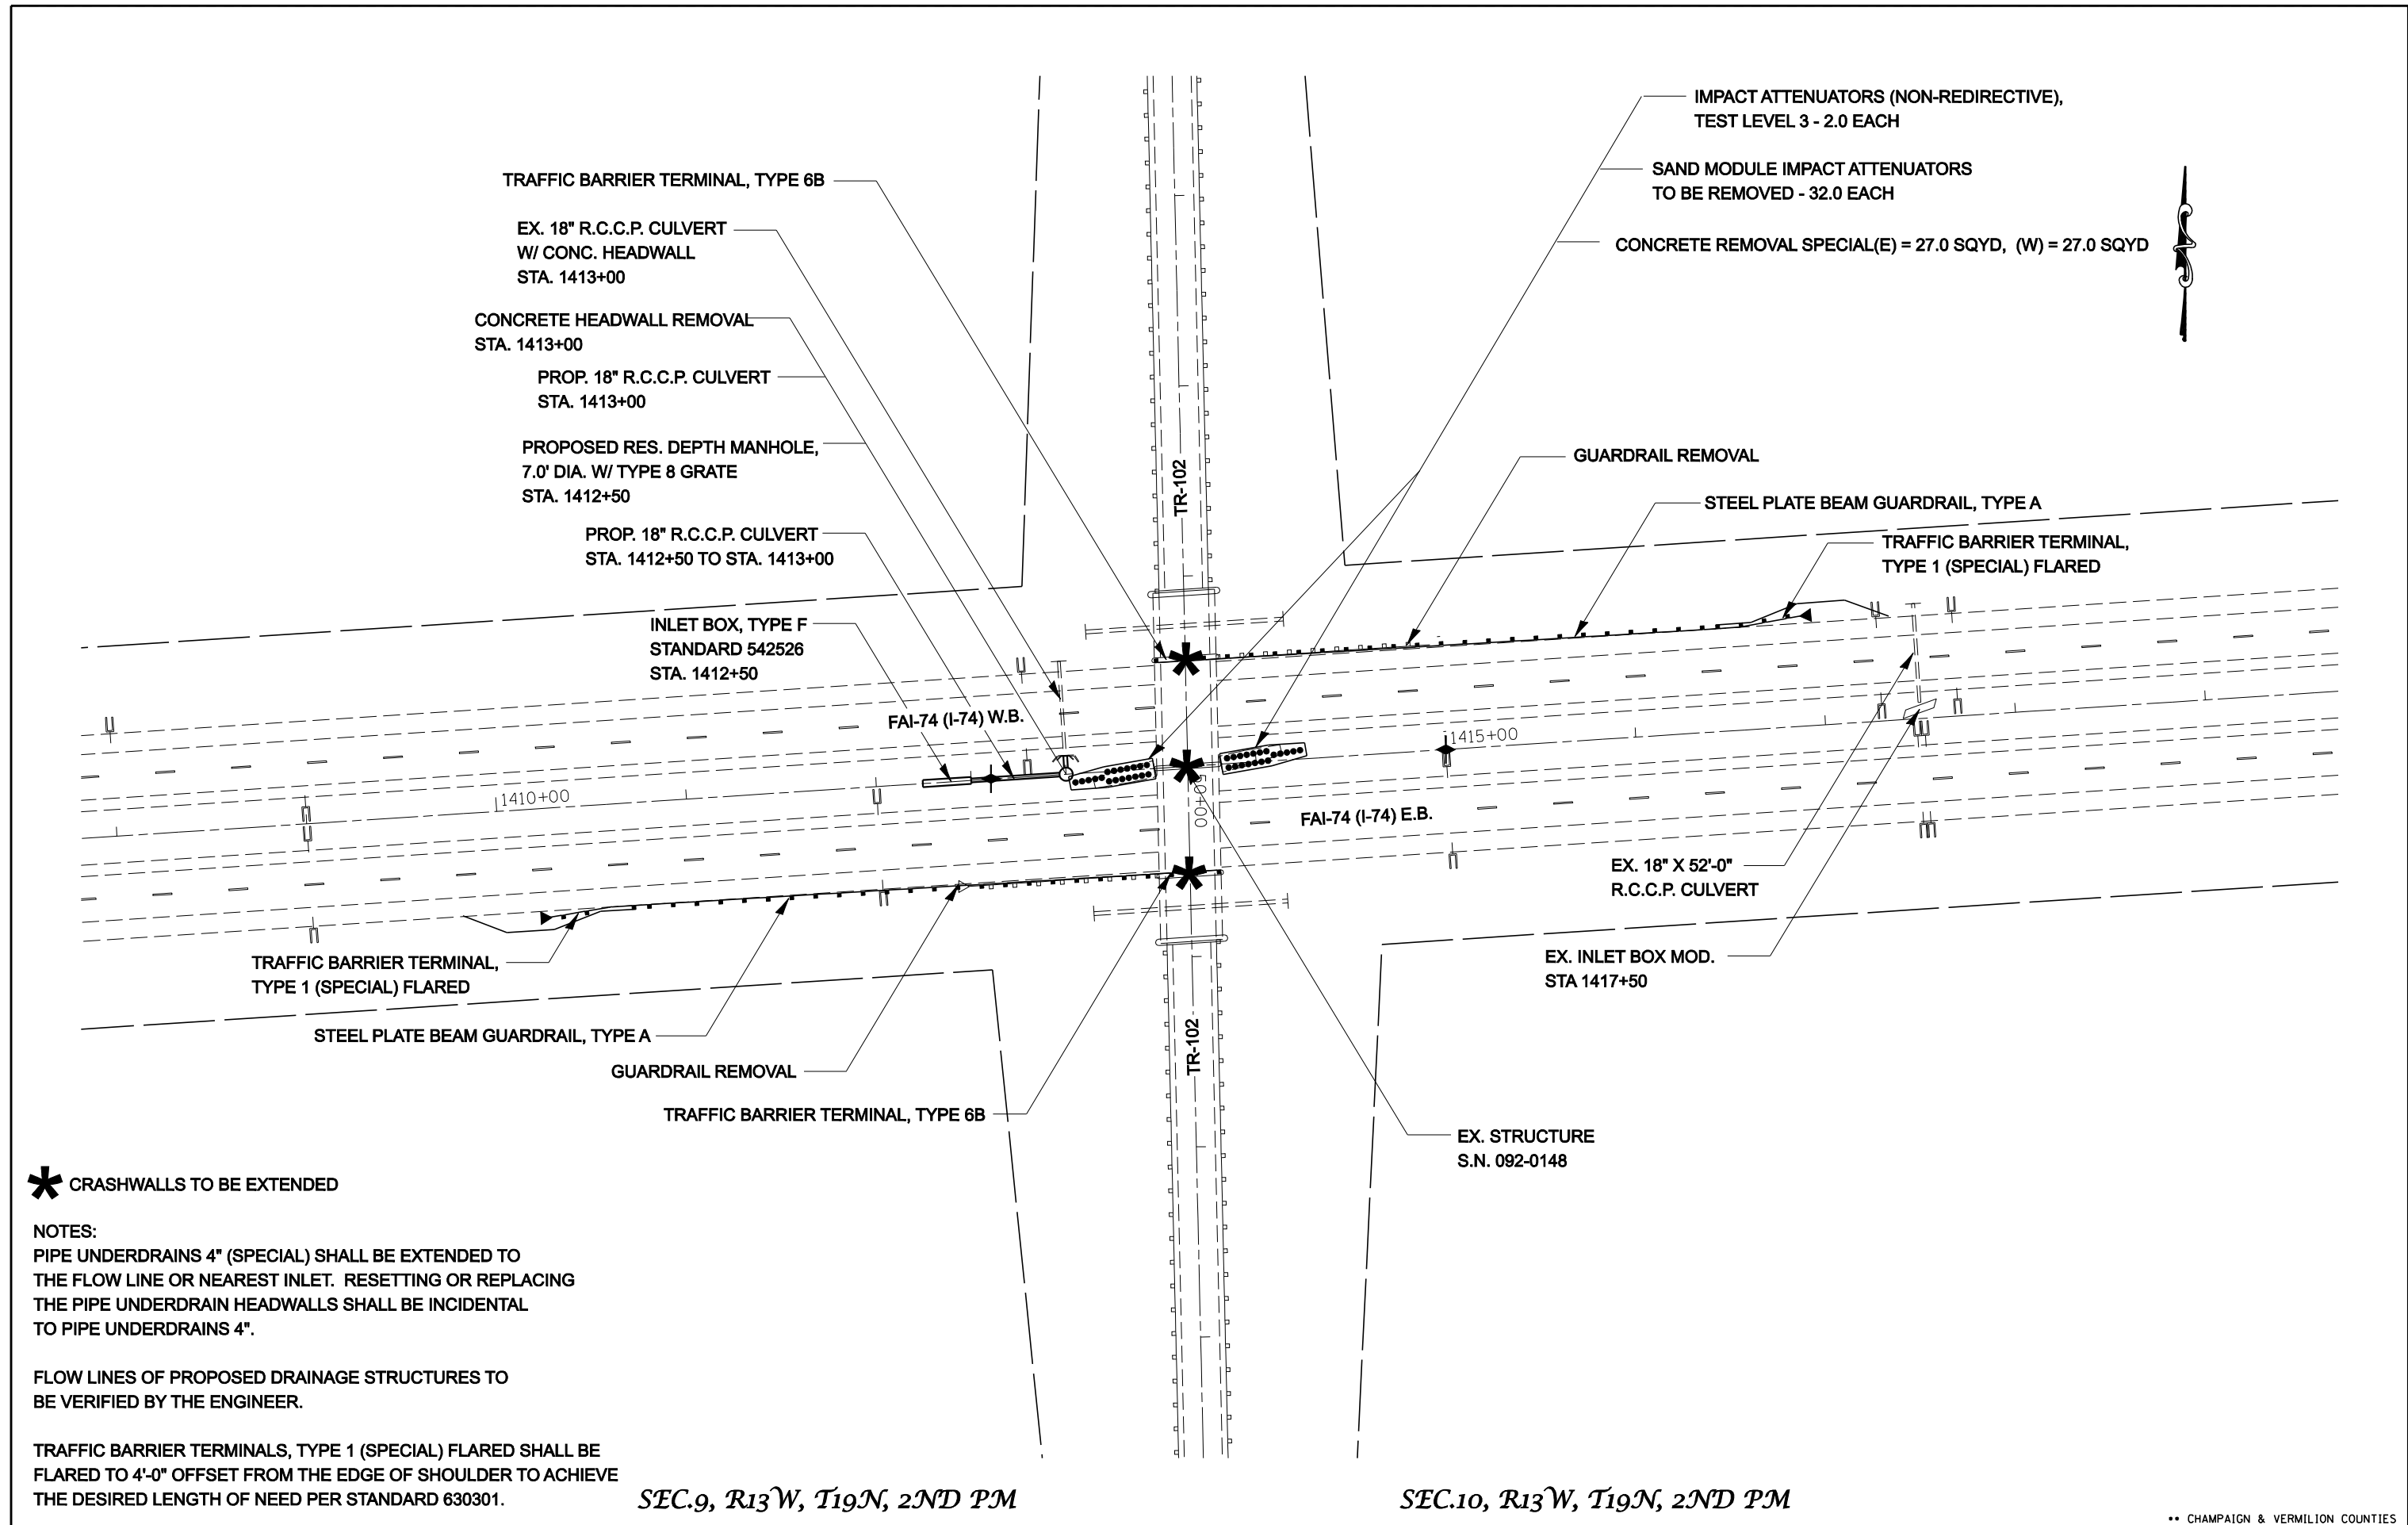 IMPACT ATTENUATORS (NON-REDIRECTIVE),
TEST LEVEL 3 - 2.0 EACH
SAND MODULE IMPACT ATTENUATORS
TO BE REMOVED - 32.0 EACH
CONCRETE REMOVAL SPECIAL(E) = 27.0 SQYD, (W) = 27.0 SQYD
TRAFFIC BARRIER TERMINAL, TYPE 6B
EX. 18" R.C.C.P. CULVERT
W/ CONC. HEADWALL
STA. 1413+00
CONCRETE HEADWALL REMOVAL
STA. 1413+00
PROP. 18" R.C.C.P. CULVERT
STA. 1413+00
PROPOSED RES. DEPTH MANHOLE,
7.0' DIA. W/ TYPE 8 GRATE
STA. 1412+50
PROP. 18" R.C.C.P. CULVERT
STA. 1412+50 TO STA. 1413+00
INLET BOX, TYPE F
STANDARD 542526
STA. 1412+50
TR-102
GUARDRAIL REMOVAL
STEEL PLATE BEAM GUARDRAIL, TYPE A
TRAFFIC BARRIER TERMINAL,
TYPE 1 (SPECIAL) FLARED
FAI-74 (I-74) W.B.
1415+00
1410+00
FAI-74 (I-74) E.B.
EX. 18" X 52'-0"
R.C.C.P. CULVERT
EX. INLET BOX MOD.
STA 1417+50
TRAFFIC BARRIER TERMINAL,
TYPE 1 (SPECIAL) FLARED
STEEL PLATE BEAM GUARDRAIL, TYPE A
GUARDRAIL REMOVAL
TRAFFIC BARRIER TERMINAL, TYPE 6B
TR-102
EX. STRUCTURE
S.N. 092-0148
* CRASHWALLS TO BE EXTENDED
NOTES:
PIPE UNDERDRAINS 4" (SPECIAL) SHALL BE EXTENDED TO
THE FLOW LINE OR NEAREST INLET. RESETTING OR REPLACING
THE PIPE UNDERDRAIN HEADWALLS SHALL BE INCIDENTAL
TO PIPE UNDERDRAINS 4".
FLOW LINES OF PROPOSED DRAINAGE STRUCTURES TO
BE VERIFIED BY THE ENGINEER.
TRAFFIC BARRIER TERMINALS, TYPE 1 (SPECIAL) FLARED SHALL BE
FLARED TO 4'-0" OFFSET FROM THE EDGE OF SHOULDER TO ACHIEVE
THE DESIRED LENGTH OF NEED PER STANDARD 630301.
SEC.9, R13W, T19N, 2ND PM
SEC.10, R13W, T19N, 2ND PM
•• CHAMPAIGN & VERMILION COUNTIES